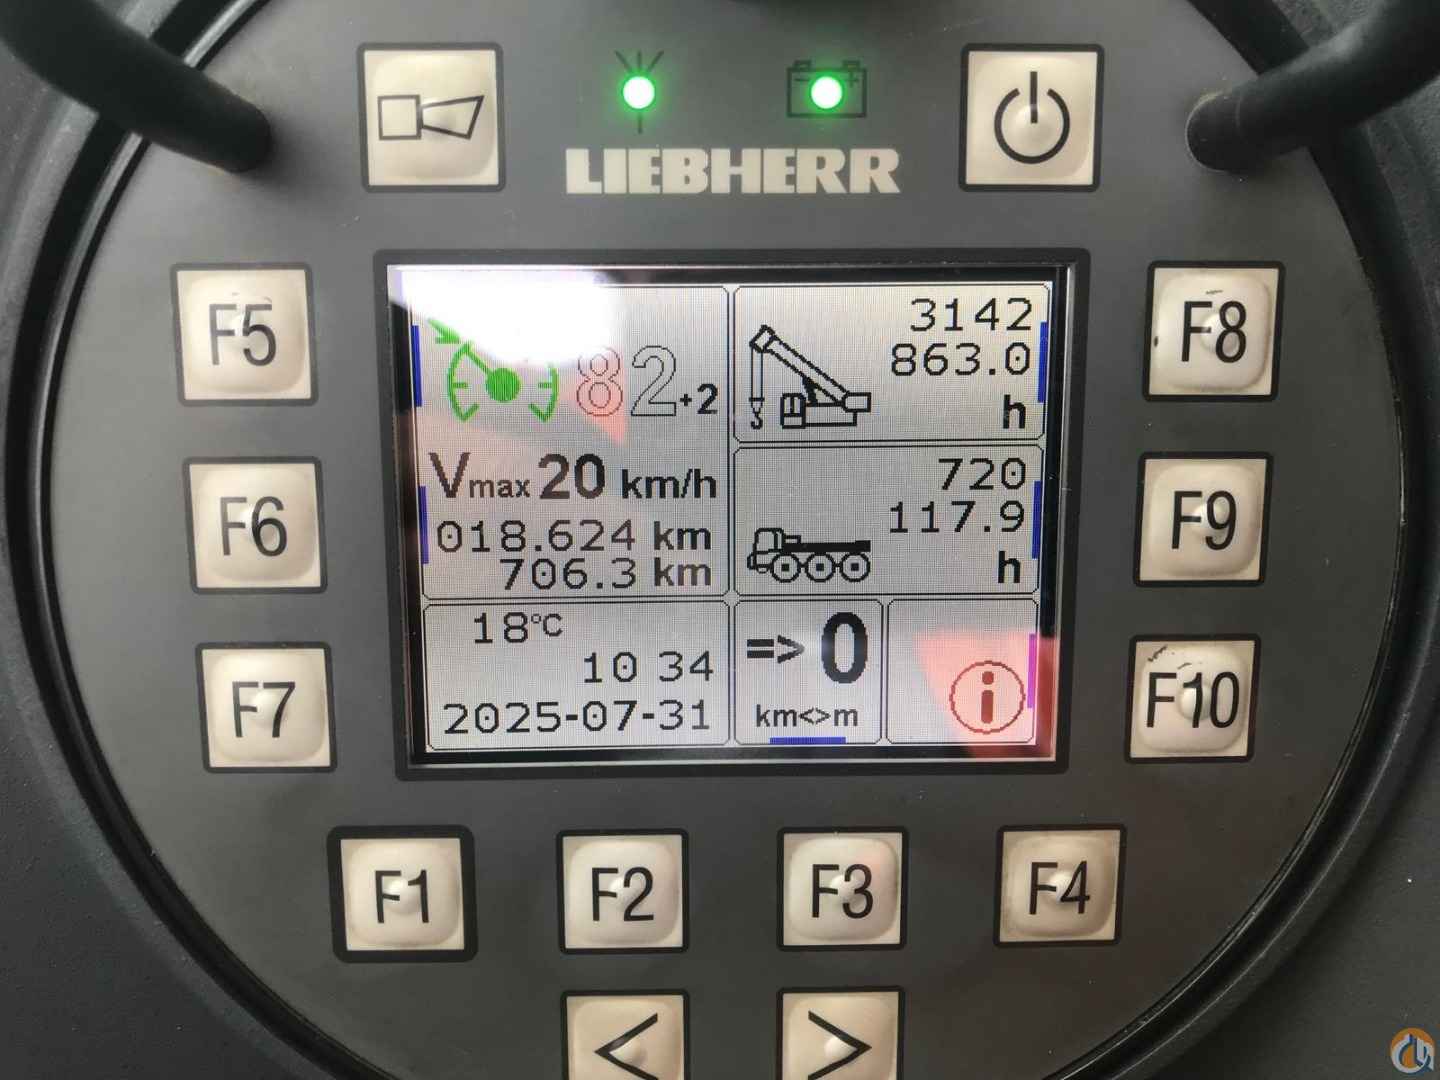 LIEBHERR
F5
F6
F7
F8
F9
F10
82+2
Vmax 20 km/h
018.624 km
706.3 km
18°C
10 34
2025-07-31
3142
863.0
h
720
117.9
h
=> 0
km<>m
i
F1
F2
F3
F4
< >